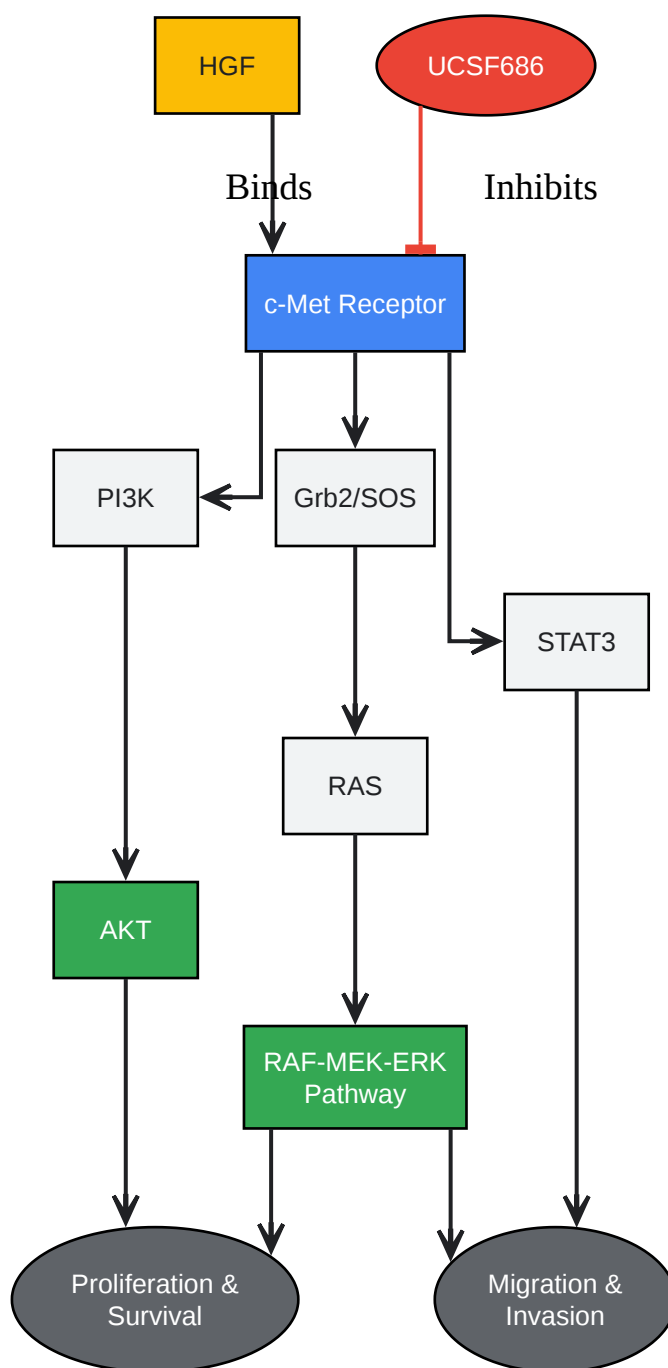 HGF
UCSF686
Binds
Inhibits
c-Met Receptor
PI3K
Grb2/SOS
STAT3
RAS
AKT
RAF-MEK-ERK
Pathway
Proliferation &
Survival
Migration &
Invasion